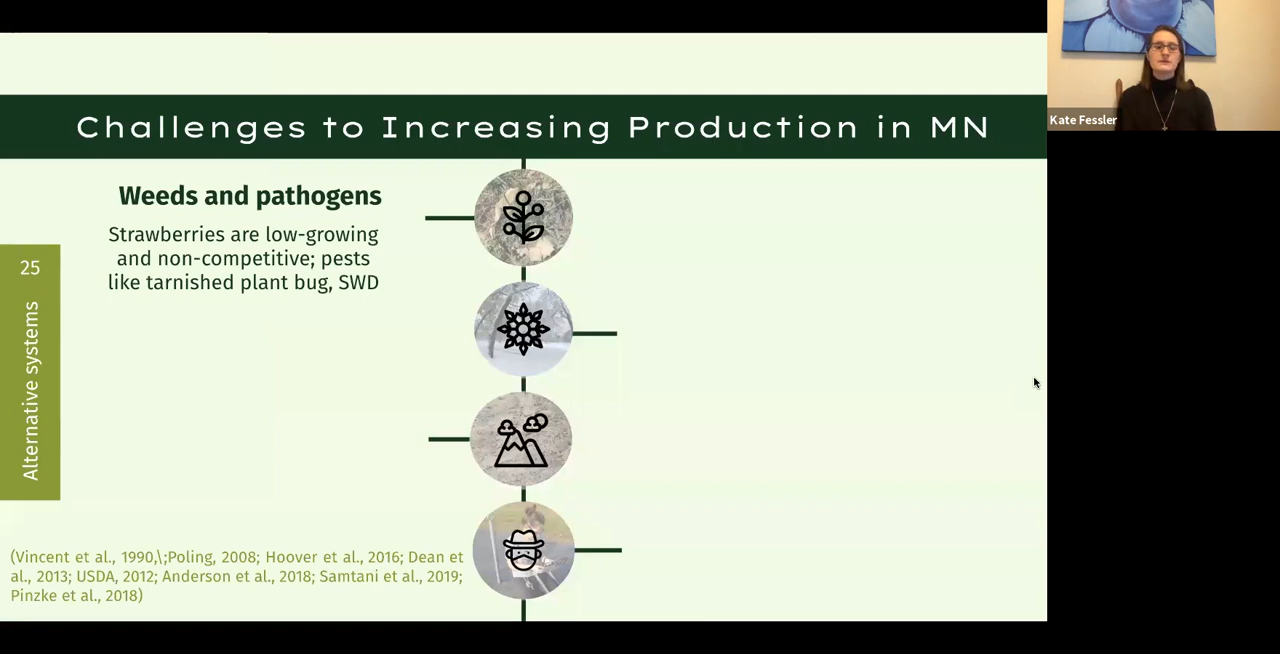 Challenges to Increasing Production in MN
Kate Fessler
Weeds and pathogens
Strawberries are low-growing
and non-competitive; pests
like tarnished plant bug, SWD
25
Alternative systems
(Vincent et al., 1990,\;Poling, 2008; Hoover et al., 2016; Dean et
al., 2013; USDA, 2012; Anderson et al., 2018; Samtani et al., 2019;
Pinzke et al., 2018)